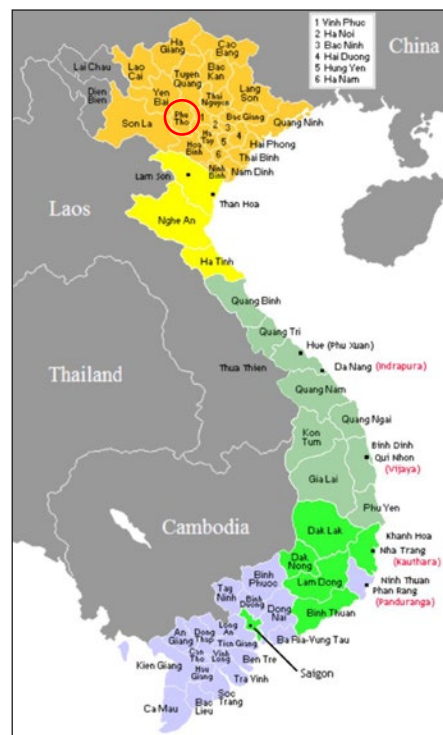 1 Vinh Phuc
2 Ha Noi
3 Bac Ninh
4 Hai Duong
5 Hung Yen
6 Ha Nam
China
Ha
Giang
Cao
Bang
Lai Chau
Lao
Cai
Bac
Kan
Tuyen
Quang
Dien
Bien
Yen
Bai
Thai
Nguyen
Lang
Son
Son La
Phu
Tho
1
2
3
4
5
6
Bac Giang
Quang Ninh
Ha
Tay
Hoa
Binh
Hai Phong
Thai Binh
Ninh
Binh
Nam Dinh
Lam Son
Laos
Than Hoa
Nghe An
Ha Tinh
Quang Binh
Quang Tri
Hue (Phu Xuan)
Thailand
Thua Thien
Da Nang (Indrapura)
Quang Nam
Quang Ngai
Kon
Tum
Binh Dinh
Qui Nhon
(Vijaya)
Gia Lai
Phu Yen
Cambodia
Dak Lak
Khanh Hoa
Nha Trang
(Kauthara)
Dak
Nong
Lam Dong
Ninh Thuan
Phan Rang
(Panduranga)
Binh
Phuoc
Tay
Ninh
Binh
Duong
Dong
Nai
Binh Thuan
Long
An
An
Giang
Dong
Thap
Tien Giang
Ba Ria-Vung Tau
Can
Tho
Vinh
Long
Kien Giang
Hau
Giang
Ben Tre
Saigon
Tra Vinh
Soc
Trang
Ca Mau
Bac
Lieu